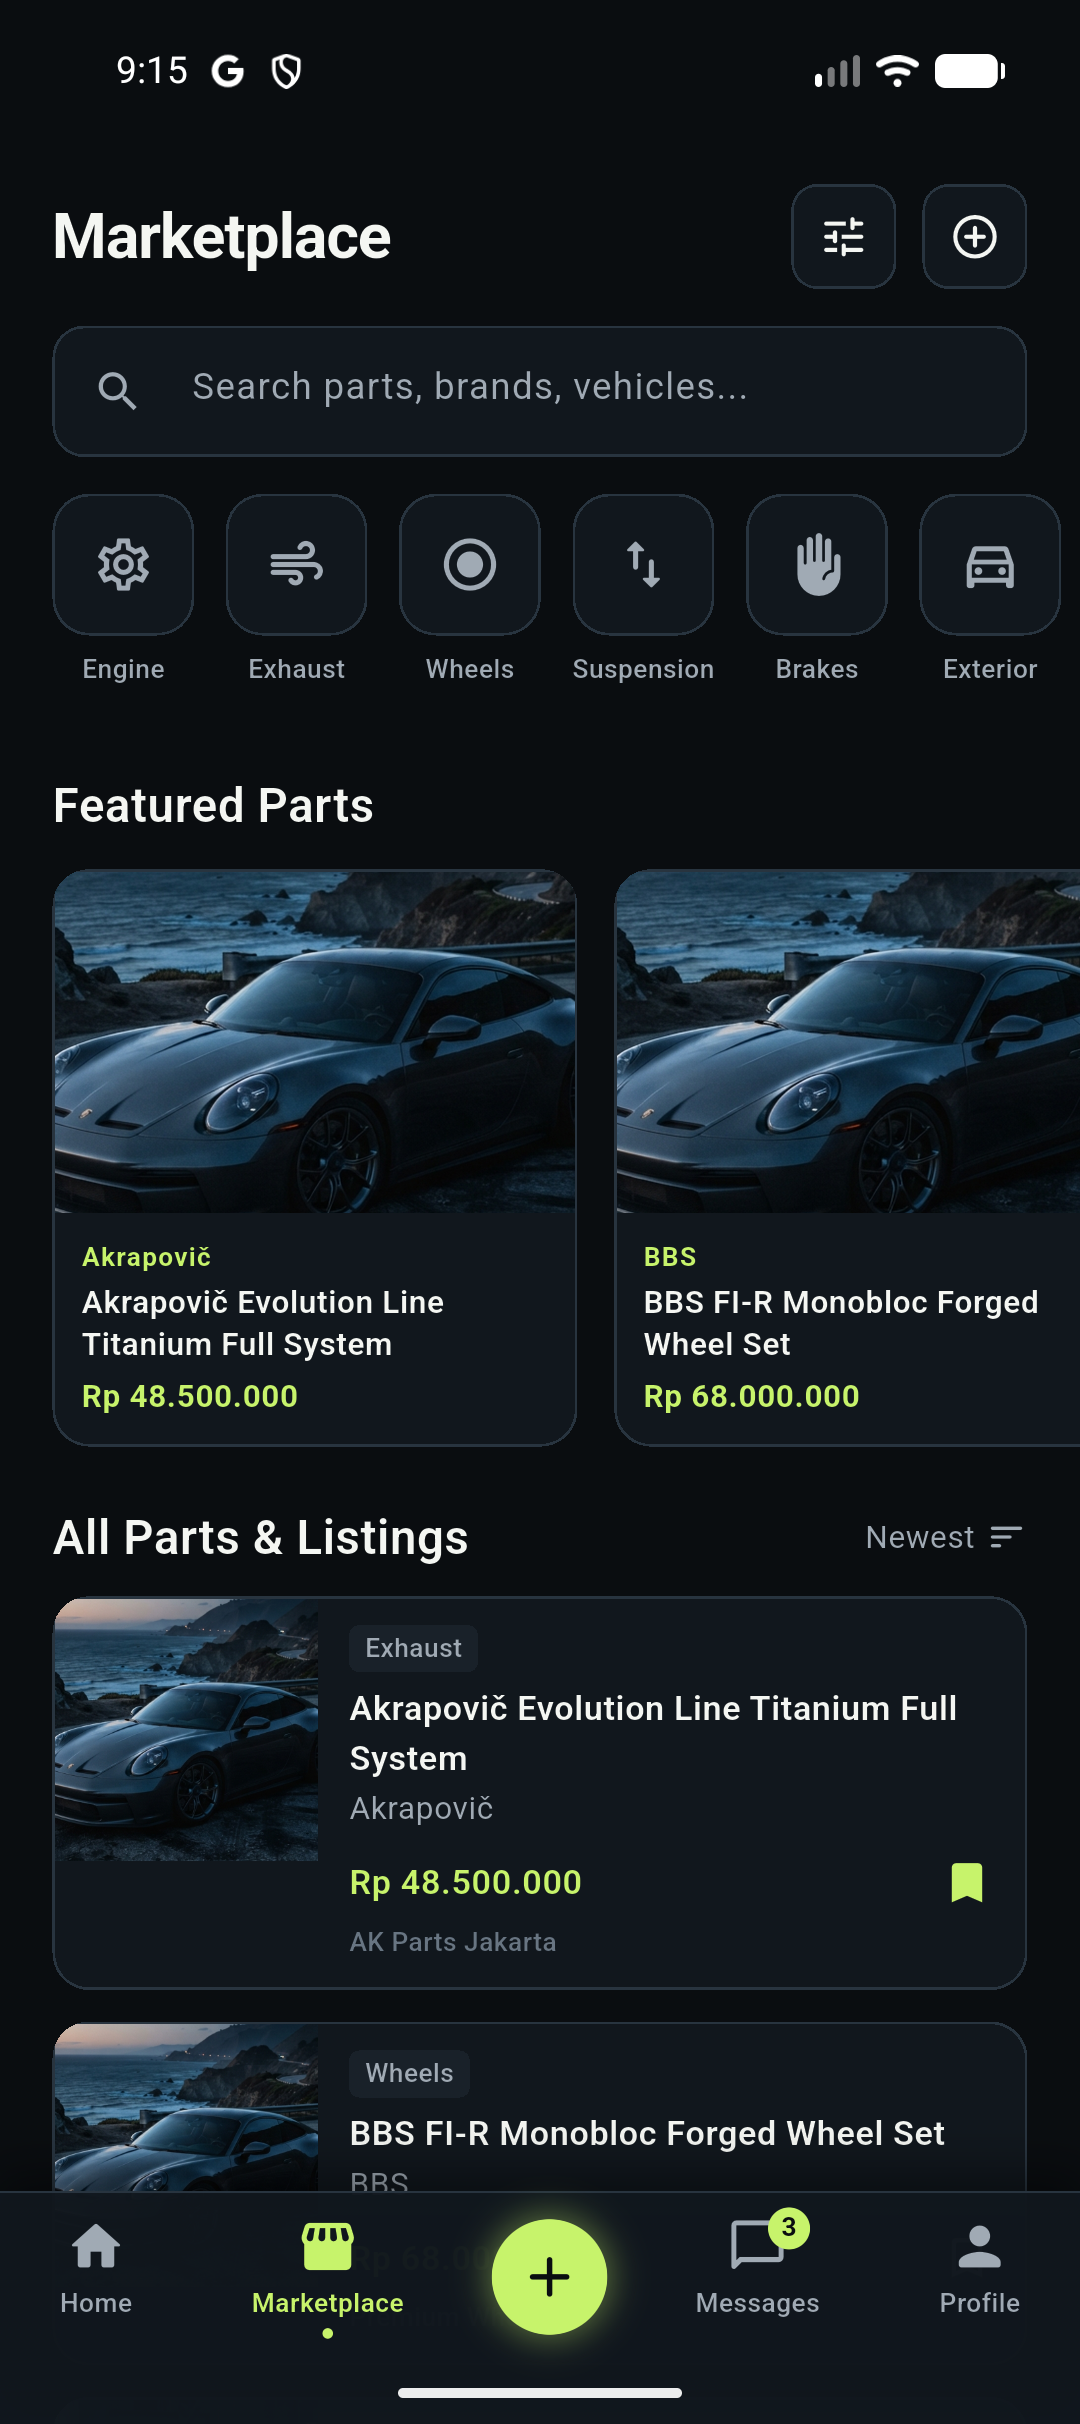 9:15
Marketplace
Search parts, brands, vehicles...
Engine
Exhaust
Wheels
Suspension
Brakes
Exterior
Featured Parts
Akrapovič
Akrapovič Evolution Line
Titanium Full System
Rp 48.500.000
BBS
BBS FI-R Monobloc Forged
Wheel Set
Rp 68.000.000
All Parts & Listings
Newest
Exhaust
Akrapovič Evolution Line Titanium Full
System
Akrapovič
Rp 48.500.000
AK Parts Jakarta
Wheels
BBS FI-R Monobloc Forged Wheel Set
BBS
Home
Marketplace
3
Messages
Profile